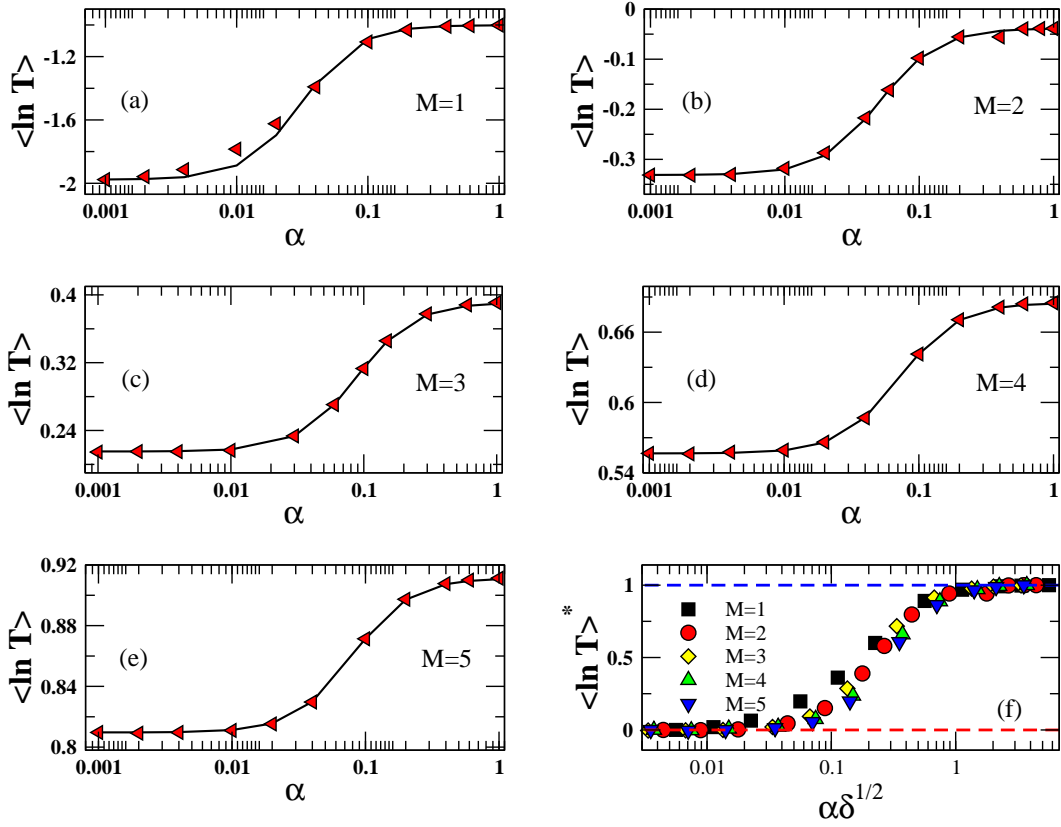 -1.2
-1.6
-2
<ln T>
(a)
M=1
0.001 0.01 0.1 1
α
0
-0.1
-0.2
-0.3
<ln T>
(b)
M=2
0.001 0.01 0.1 1
α
0.4
0.32
0.24
<ln T>
(c)
M=3
0.001 0.01 0.1 1
α
0.66
0.6
0.54
<ln T>
(d)
M=4
0.001 0.01 0.1 1
α
0.92
0.88
0.84
0.8
<ln T>
(e)
M=5
0.001 0.01 0.1 1
α
1
0.5
0
<ln T>*
M=1
M=2
M=3
M=4
M=5
(f)
0.01 0.1 1
αδ^1/2